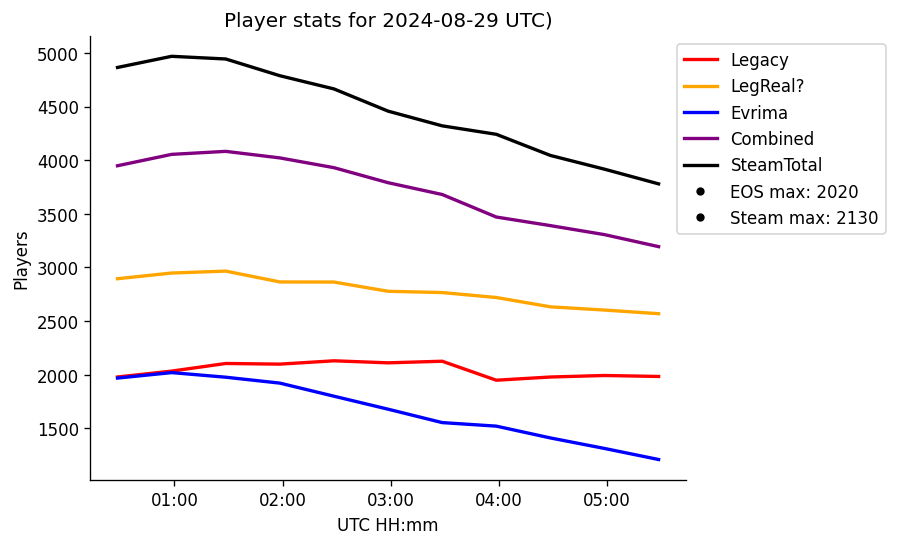 Player stats for 2024-08-29 UTC)
Players
5000
4500
4000
3500
3000
2500
2000
1500
01:00
02:00
03:00
04:00
05:00
UTC HH:mm
Legacy
LegReal?
Evrima
Combined
SteamTotal
EOS max: 2020
Steam max: 2130